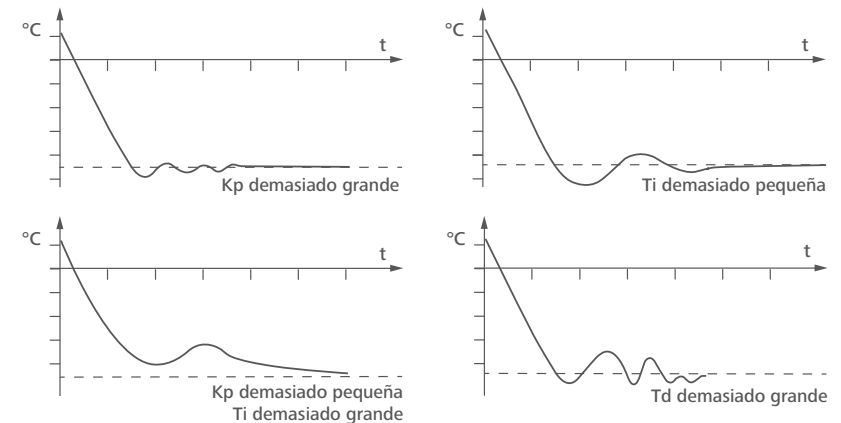 °C
t
Kp demasiado grande
°C
t
Ti demasiado pequeña
°C
t
Kp demasiado pequeña
Ti demasiado grande
°C
t
Td demasiado grande